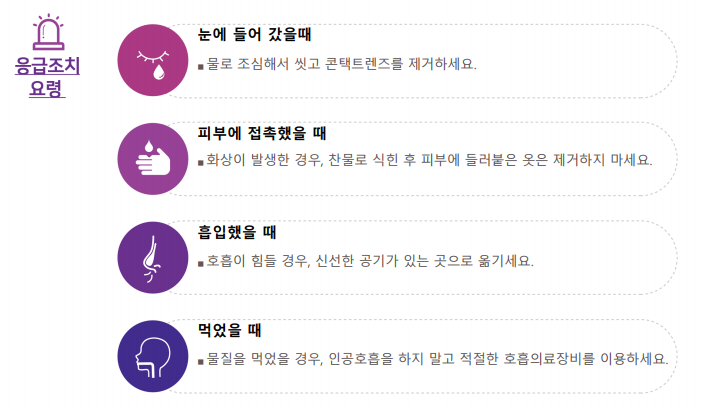 응급조치
요령
눈에 들어 갔을때
■ 물로 조심해서 씻고 콘택트렌즈를 제거하세요.
피부에 접촉했을 때
■ 화상이 발생한 경우, 찬물로 식힌 후 피부에 들러붙은 옷은 제거하지 마세요.
흡입했을 때
■ 호흡이 힘들 경우, 신선한 공기가 있는 곳으로 옮기세요.
먹었을 때
■ 물질을 먹었을 경우, 인공호흡을 하지 말고 적절한 호흡의료장비를 이용하세요.